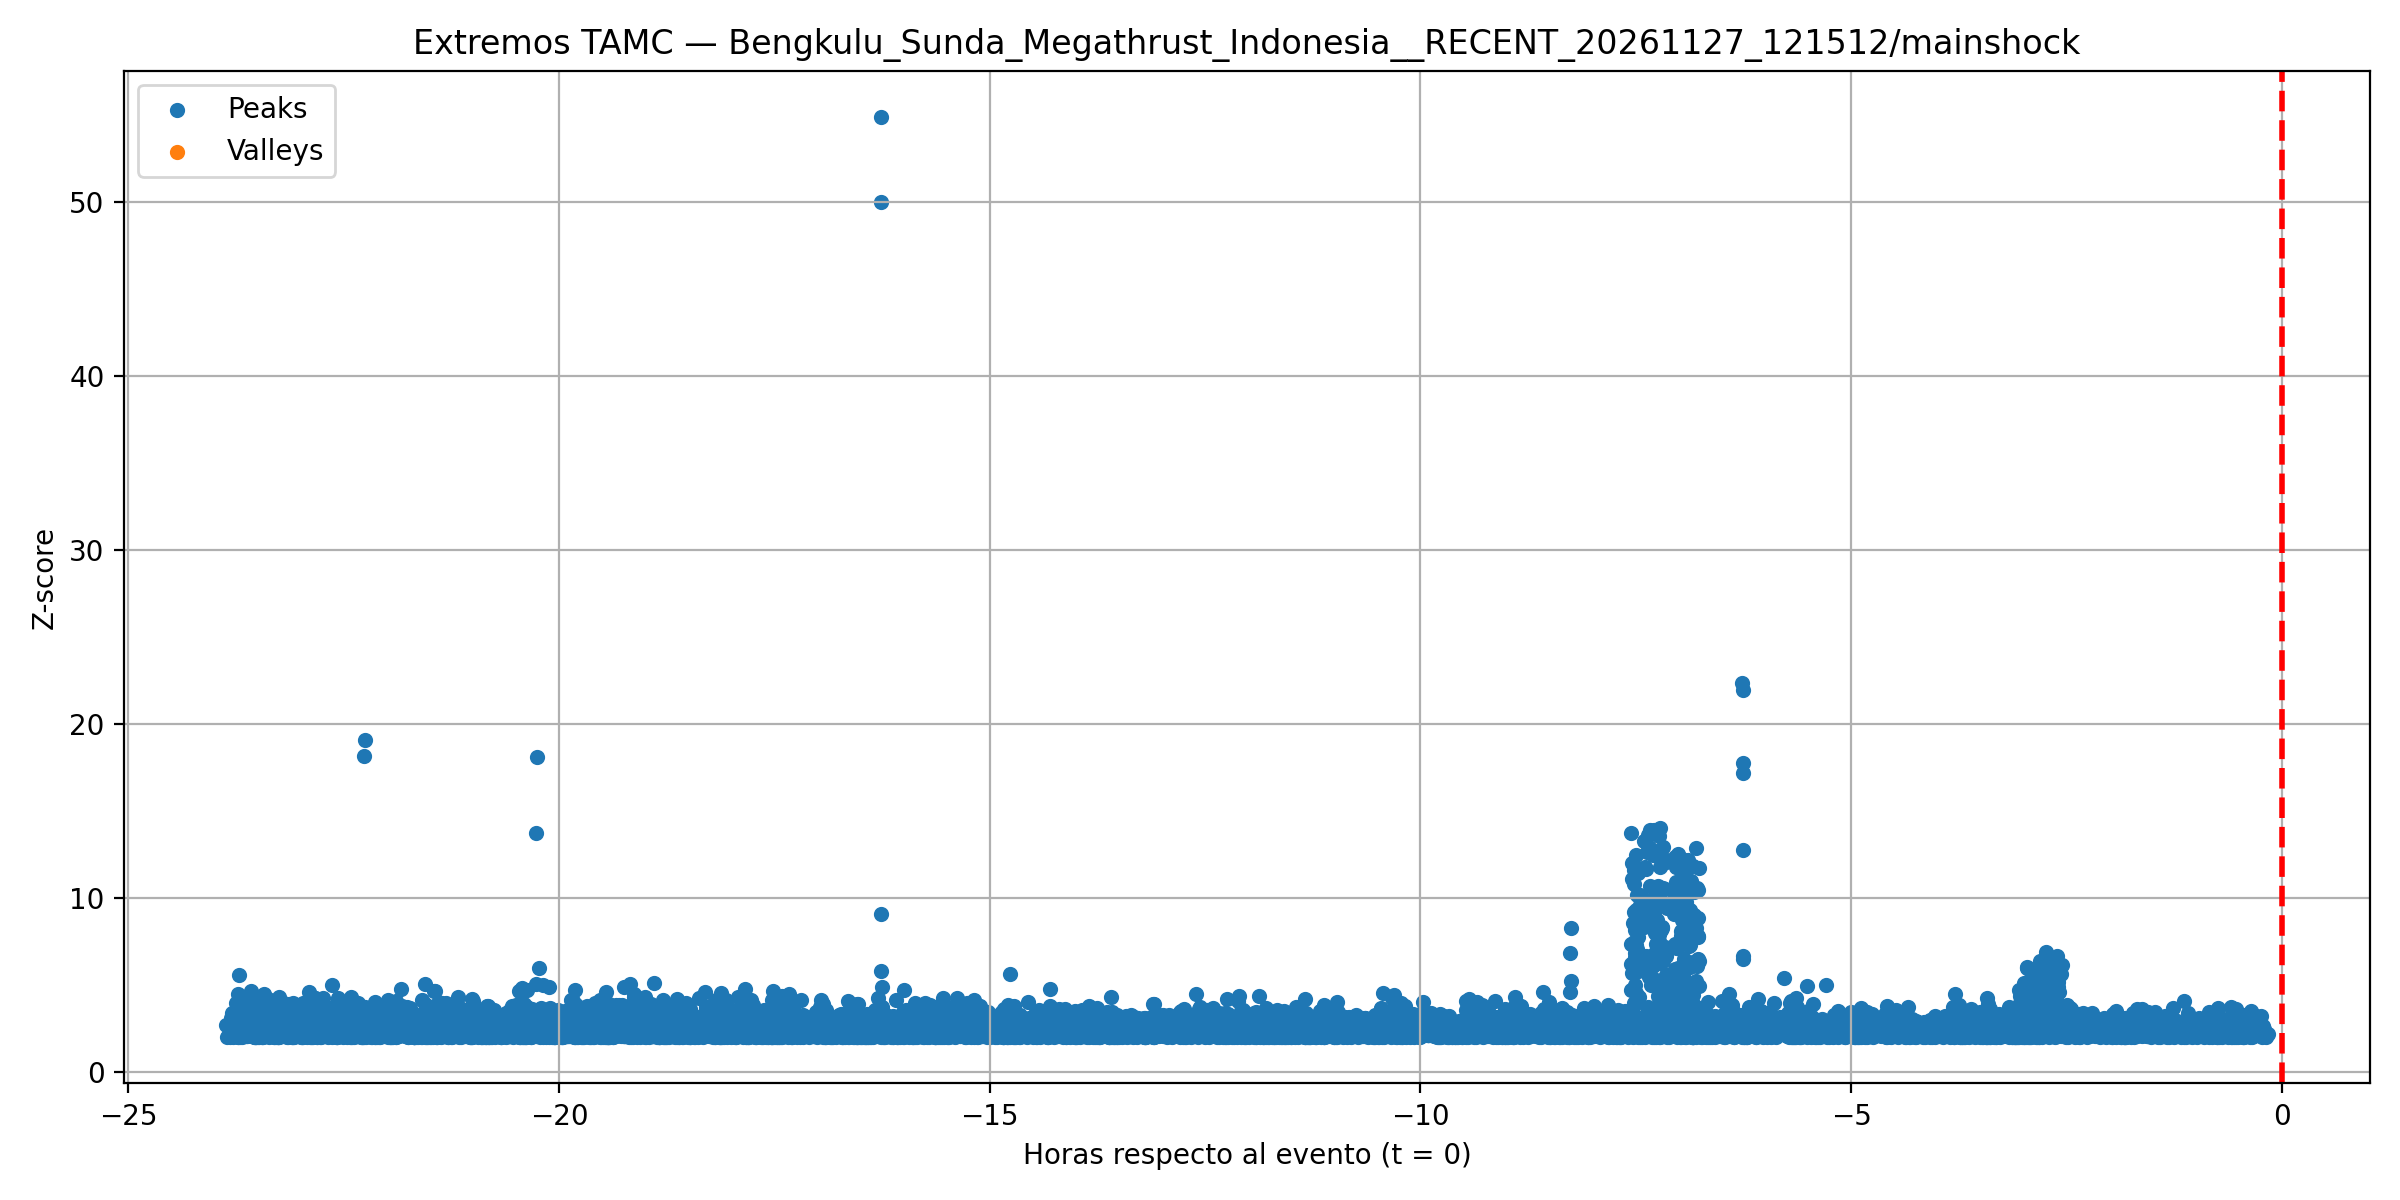 Extremos TAMC — Bengkulu_Sunda_Megathrust_Indonesia__RECENT_20261127_121512/mainshock
Peaks
Valleys
50
40
30
20
10
0
Z-score
−25
−20
−15
−10
−5
0
Horas respecto al evento (t = 0)